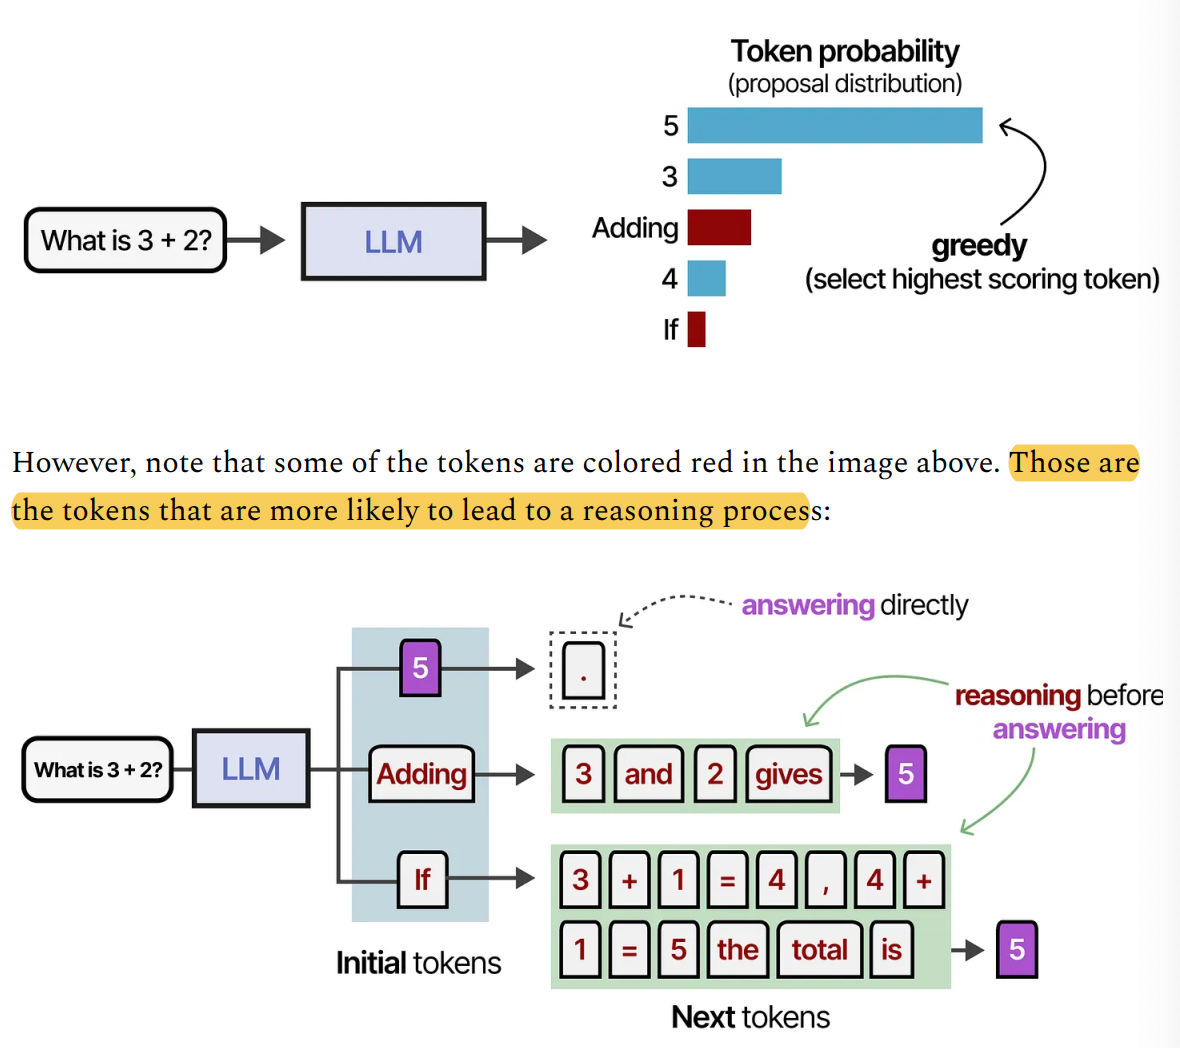 Token probability
(proposal distribution)
5
3
Adding
4
If
What is 3 + 2?
LLM
greedy
(select highest scoring token)
However, note that some of the tokens are colored red in the image above. Those are
the tokens that are more likely to lead to a reasoning process:
answering directly
5
.
reasoning before
answering
What is 3 + 2?
LLM
Adding
3 and 2 gives
5
If
3 + 1 = 4 , 4 +
1 = 5 the total is
5
Initial tokens
Next tokens